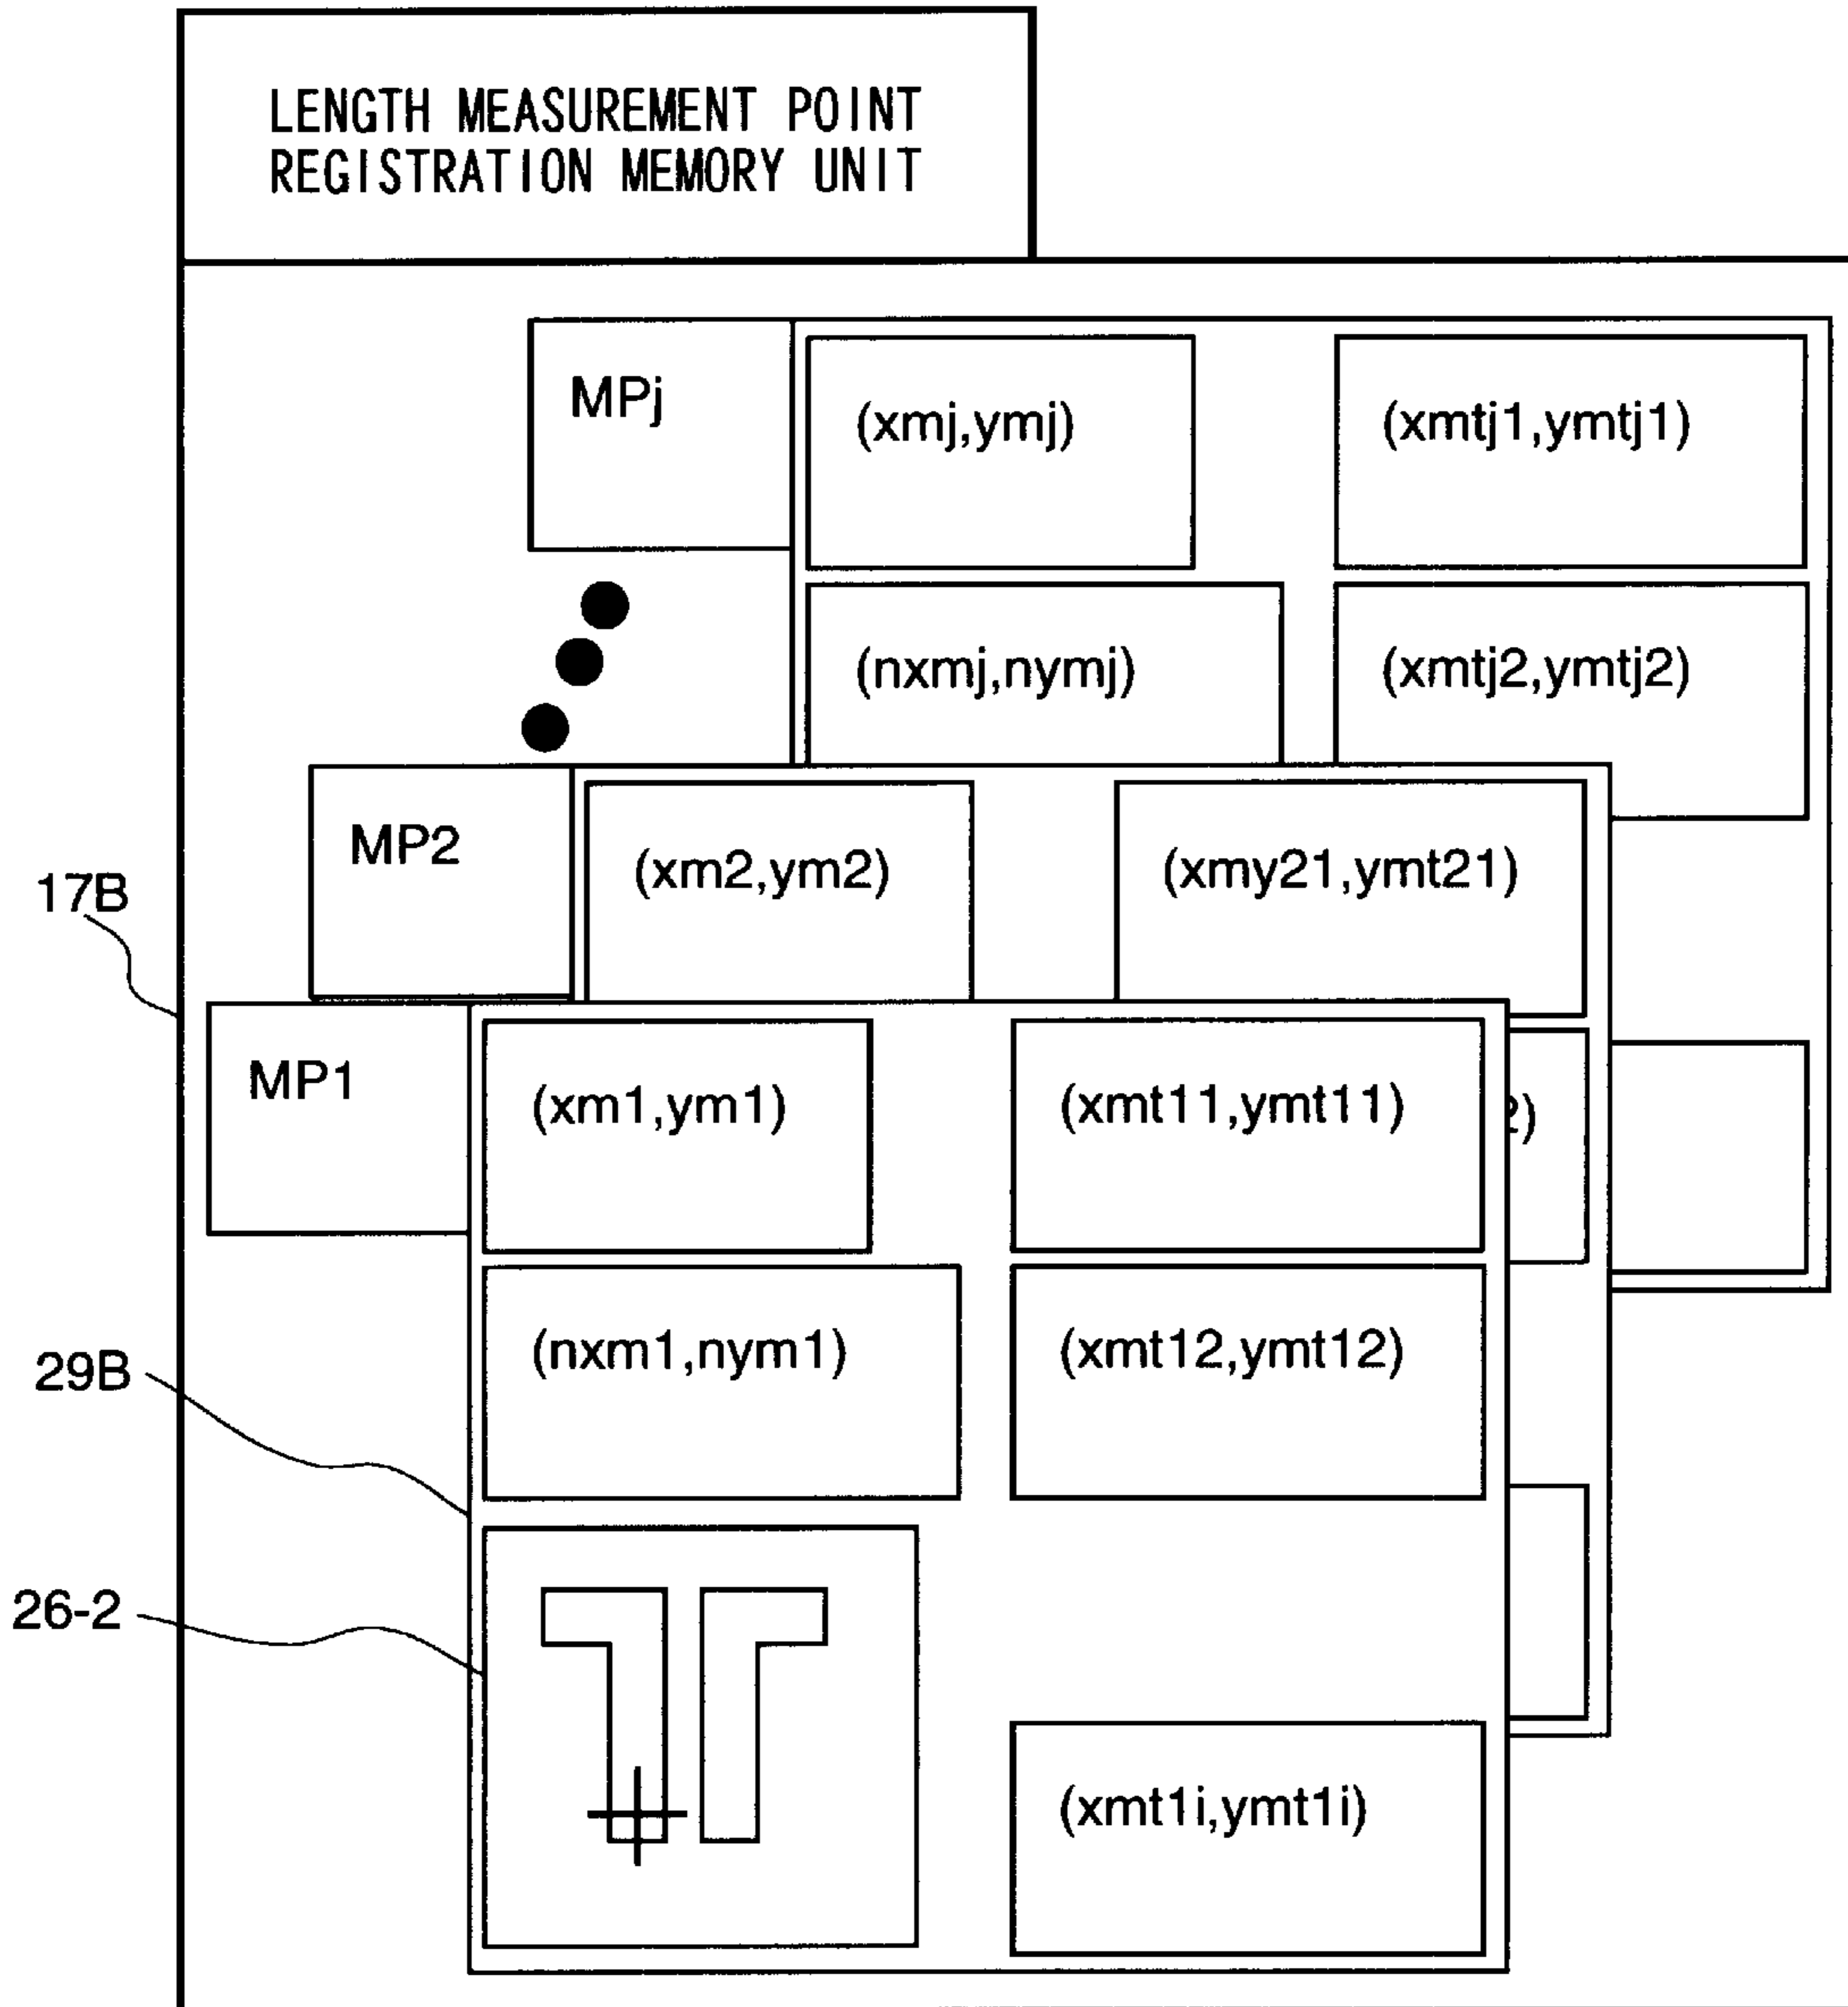 LENGTH MEASUREMENT POINT
REGISTRATION MEMORY UNIT
MPj
(xmj,ymj)
(xmtj1,ymtj1)
(nxmj,nymj)
(xmtj2,ymtj2)
MP2
(xm2,ym2)
(xmy21,ymt21)
17B
MP1
(xm1,ym1)
(xmt11,ymt11)
2)
(nxm1,nym1)
(xmt12,ymt12)
29B
26-2
(xmt1i,ymt1i)